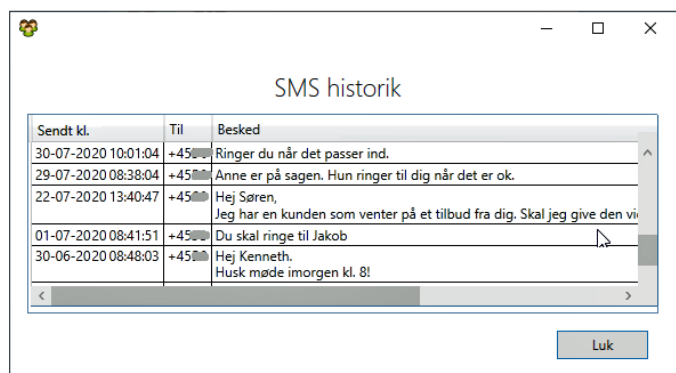 SMS historik
Sendt kl. Til Besked
30-07-2020 10:01:04 +45 Ringer du når det passer ind.
29-07-2020 08:38:04 +45 Anne er på sagen. Hun ringer til dig når det er ok.
22-07-2020 13:40:47 +45 Hej Søren,
Jeg har en kunden som venter på et tilbud fra dig. Skal jeg give den
01-07-2020 08:41:51 +45 Du skal ringe til Jakob
30-06-2020 08:48:03 +45 Hej Kenneth.
Husk møde imorgen kl. 8!
Luk